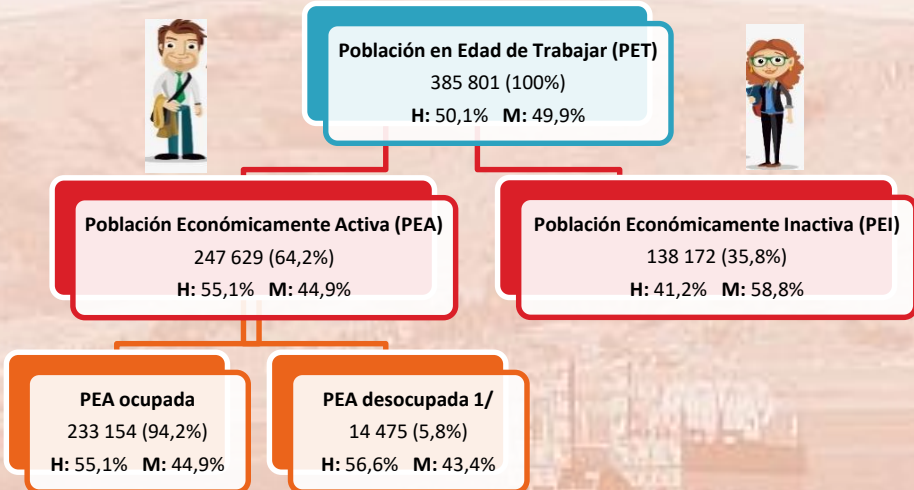 Población en Edad de Trabajar (PET)
385 801 (100%)
H: 50,1% M: 49,9%
Población Económicamente Activa (PEA)
247 629 (64,2%)
H: 55,1% M: 44,9%
Población Económicamente Inactiva (PEI)
138 172 (35,8%)
H: 41,2% M: 58,8%
PEA ocupada
233 154 (94,2%)
H: 55,1% M: 44,9%
PEA desocupada 1/
14 475 (5,8%)
H: 56,6% M: 43,4%